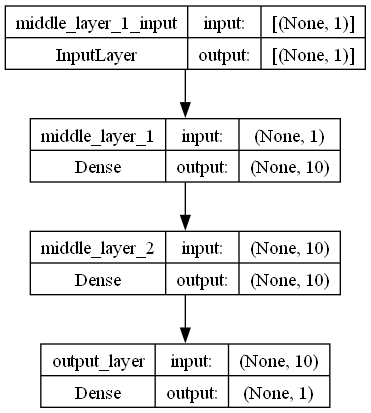 middle_layer_1_input input: [(None, 1)]
InputLayer output: [(None, 1)]
middle_layer_1 input: (None, 1)
Dense output: (None, 10)
middle_layer_2 input: (None, 10)
Dense output: (None, 10)
output_layer input: (None, 10)
Dense output: (None, 1)